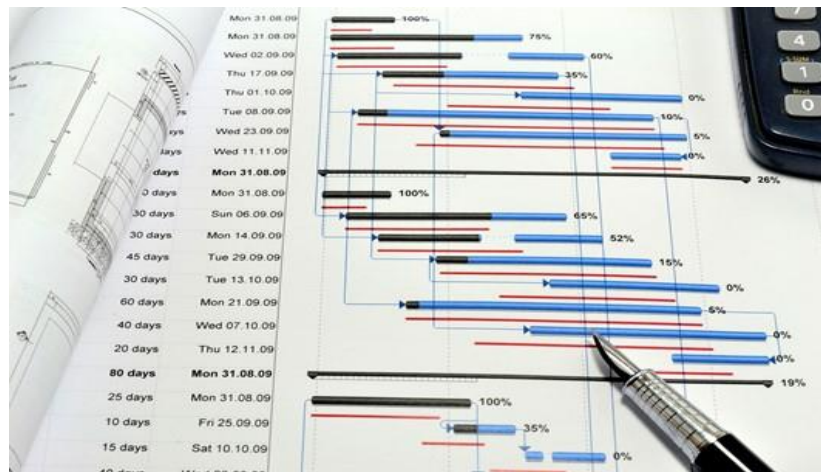 Mon 31.08.09 100%
Mon 31.08.09 75%
Wed 02.09.09 60%
Thu 17.09.09 35%
Thu 01.10.09 0%
Tue 08.09.09 10%
Wed 23.09.09 5%
days Wed 11.11.09 0%
days Mon 31.08.09 26%
days Mon 31.08.09 100%
30 days Sun 06.09.09 65%
30 days Mon 14.09.09 52%
45 days Tue 29.09.09 15%
30 days Tue 13.10.09 0%
60 days Mon 21.09.09 5%
40 days Wed 07.10.09 0%
20 days Thu 12.11.09 0%
80 days Mon 31.08.09 19%
25 days Mon 31.08.09 100%
10 days Fri 25.09.09 35%
15 days Sat 10.10.09 0%
4
1
0